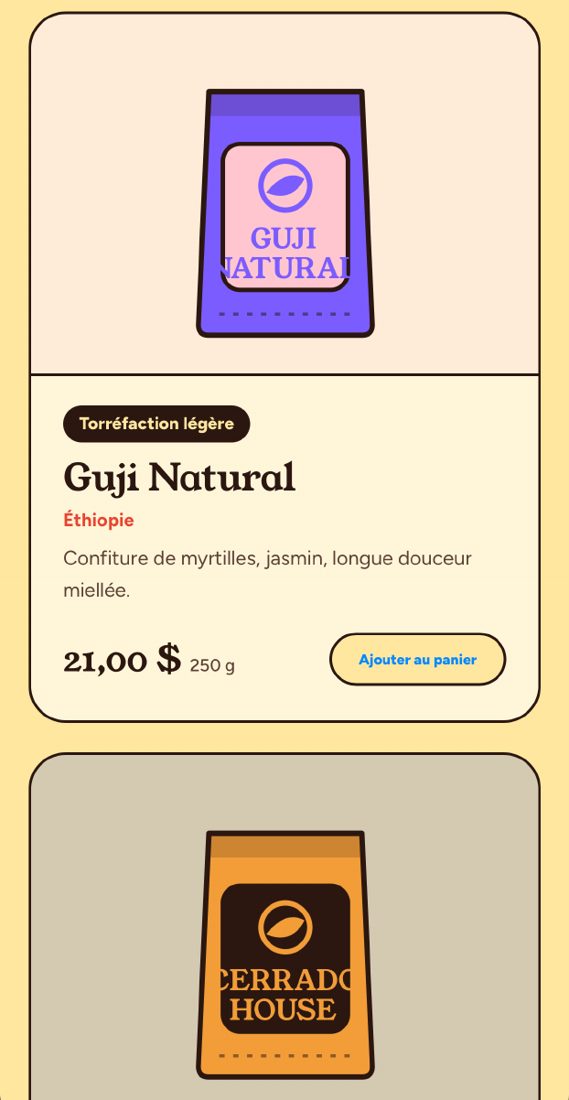 GUJI
NATURAL
Torréfaction légère
Guji Natural
Éthiopie
Confiture de myrtilles, jasmin, longue douceur
miellée.
21,00 $ 250 g
Ajouter au panier
CERRADO
HOUSE